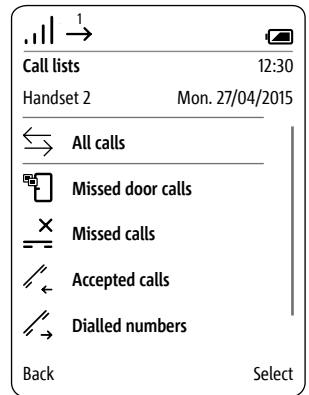 1
Call lists 12:30
Handset 2 Mon. 27/04/2015
All calls
Missed door calls
Missed calls
Accepted calls
Dialled numbers
Back Select